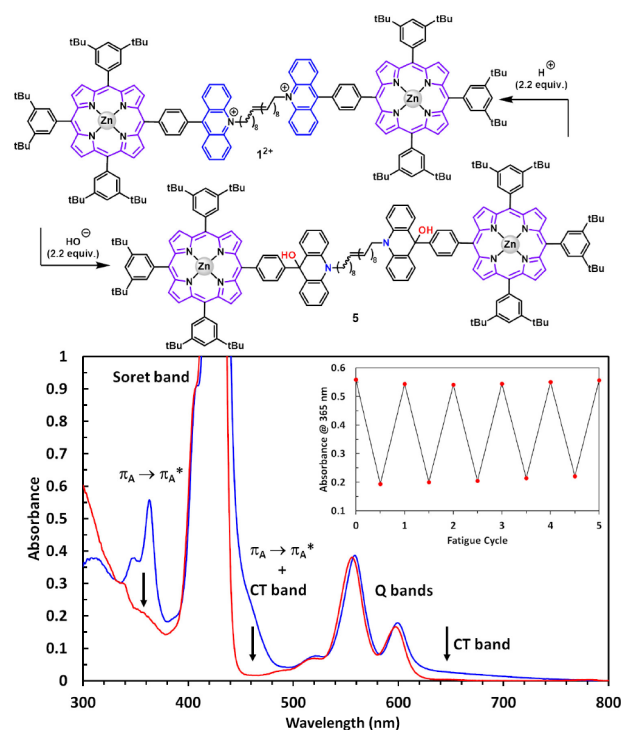 tBu
tBu tBu tBu
tBu tBu
H ⊕
(2.2 equiv.)
N N
Zn
N N
N ⊕
( )8
( )8
N ⊕
N N
Zn
N N
1²⁺
tBu tBu
tBu tBu tBu tBu
tBu tBu tBu tBu
HO ⊖
(2.2 equiv.)
N N
Zn
N N
HO
N
( )8
( )8
N
OH
N N
Zn
N N
tBu tBu
tBu tBu
5
tBu tBu tBu tBu
Soret band
πA → πA*
πA → πA*
+
CT band
Q bands
CT band
Absorbance
1
0.9
0.8
0.7
0.6
0.5
0.4
0.3
0.2
0.1
0
300 400 500 600 700 800
Wavelength (nm)
Absorbance @ 365 nm
0.6
0.5
0.4
0.3
0.2
0.1
0 1 2 3 4 5
Fatigue Cycle